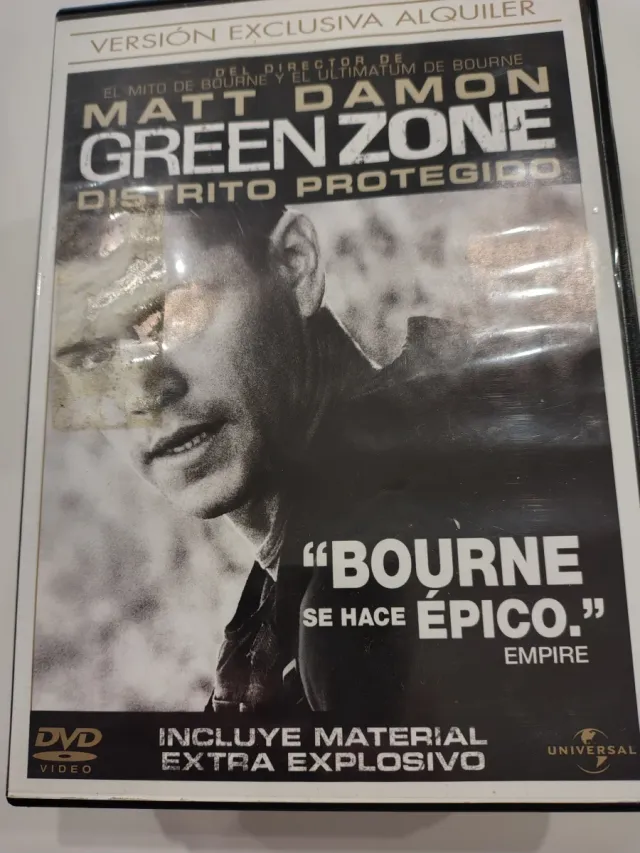 VERSIÓN EXCLUSIVA ALQUILER
DEL DIRECTOR DE
EL MITO DE BOURNE Y EL ULTIMATUM DE BOURNE
MATT DAMON
GREEN ZONE
DISTRITO PROTEGIDO
“BOURNE
SE HACE ÉPICO.”
EMPIRE
DVD
VIDEO
INCLUYE MATERIAL
EXTRA EXPLOSIVO
UNIVERSAL